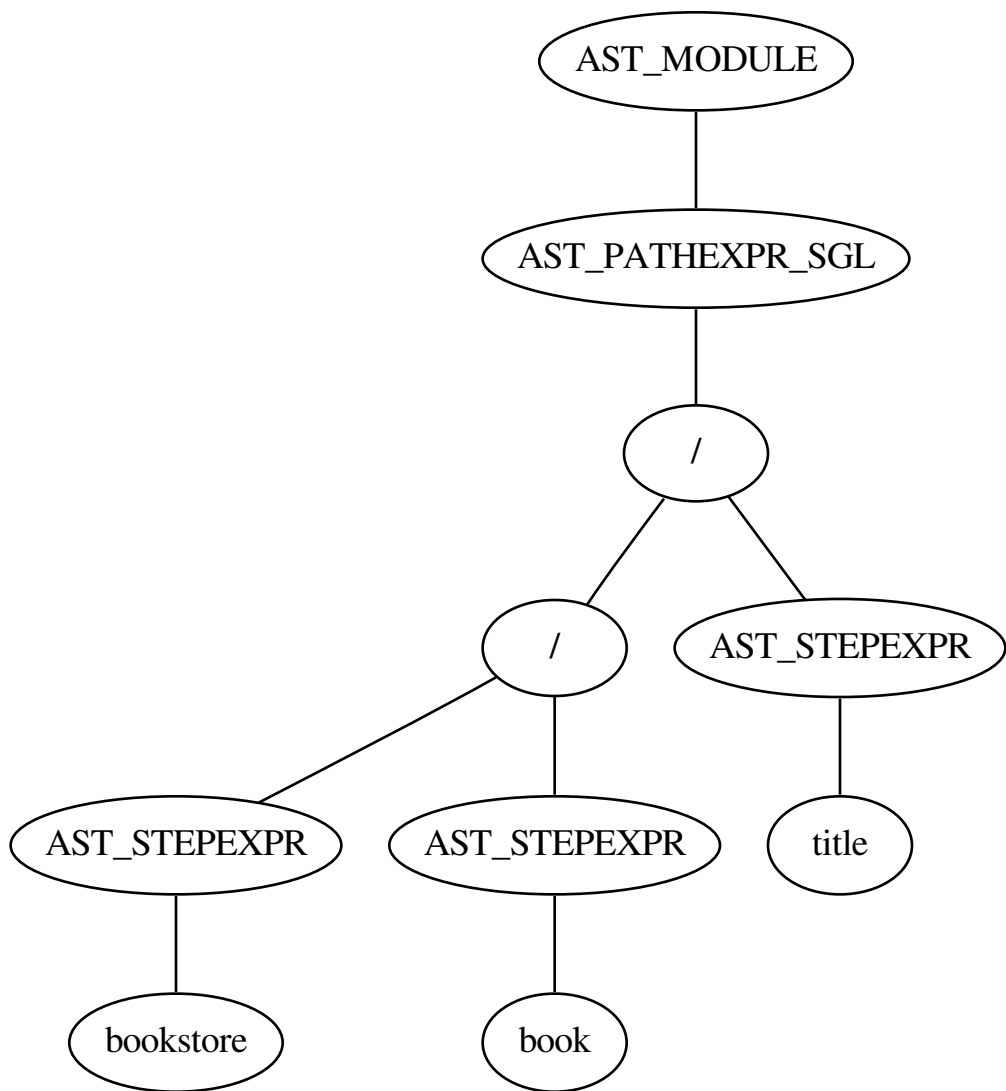 AST_MODULE
AST_PATHEXPR_SGL
/
/
AST_STEPEXPR
AST_STEPEXPR
AST_STEPEXPR
title
bookstore
book